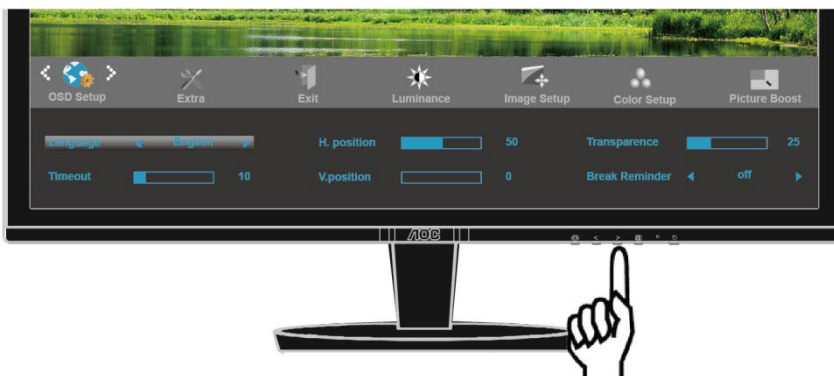 OSD Setup Extra Exit Luminance Image Setup Color Setup Picture Boost
Language English H. position 50 Transparence 25
Timeout 10 V.position 0 Break Reminder off
AOC